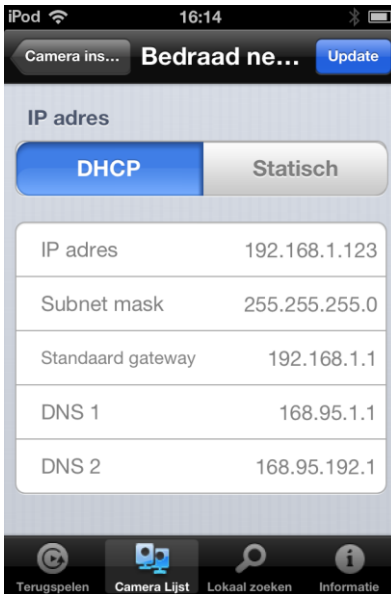 iPod 16:14
Camera ins... Bedraad ne... Update
IP adres
DHCP Statisch
IP adres 192.168.1.123
Subnet mask 255.255.255.0
Standaard gateway 192.168.1.1
DNS 1 168.95.1.1
DNS 2 168.95.192.1
Terugspelen Camera Lijst Lokaal zoeken Informatie